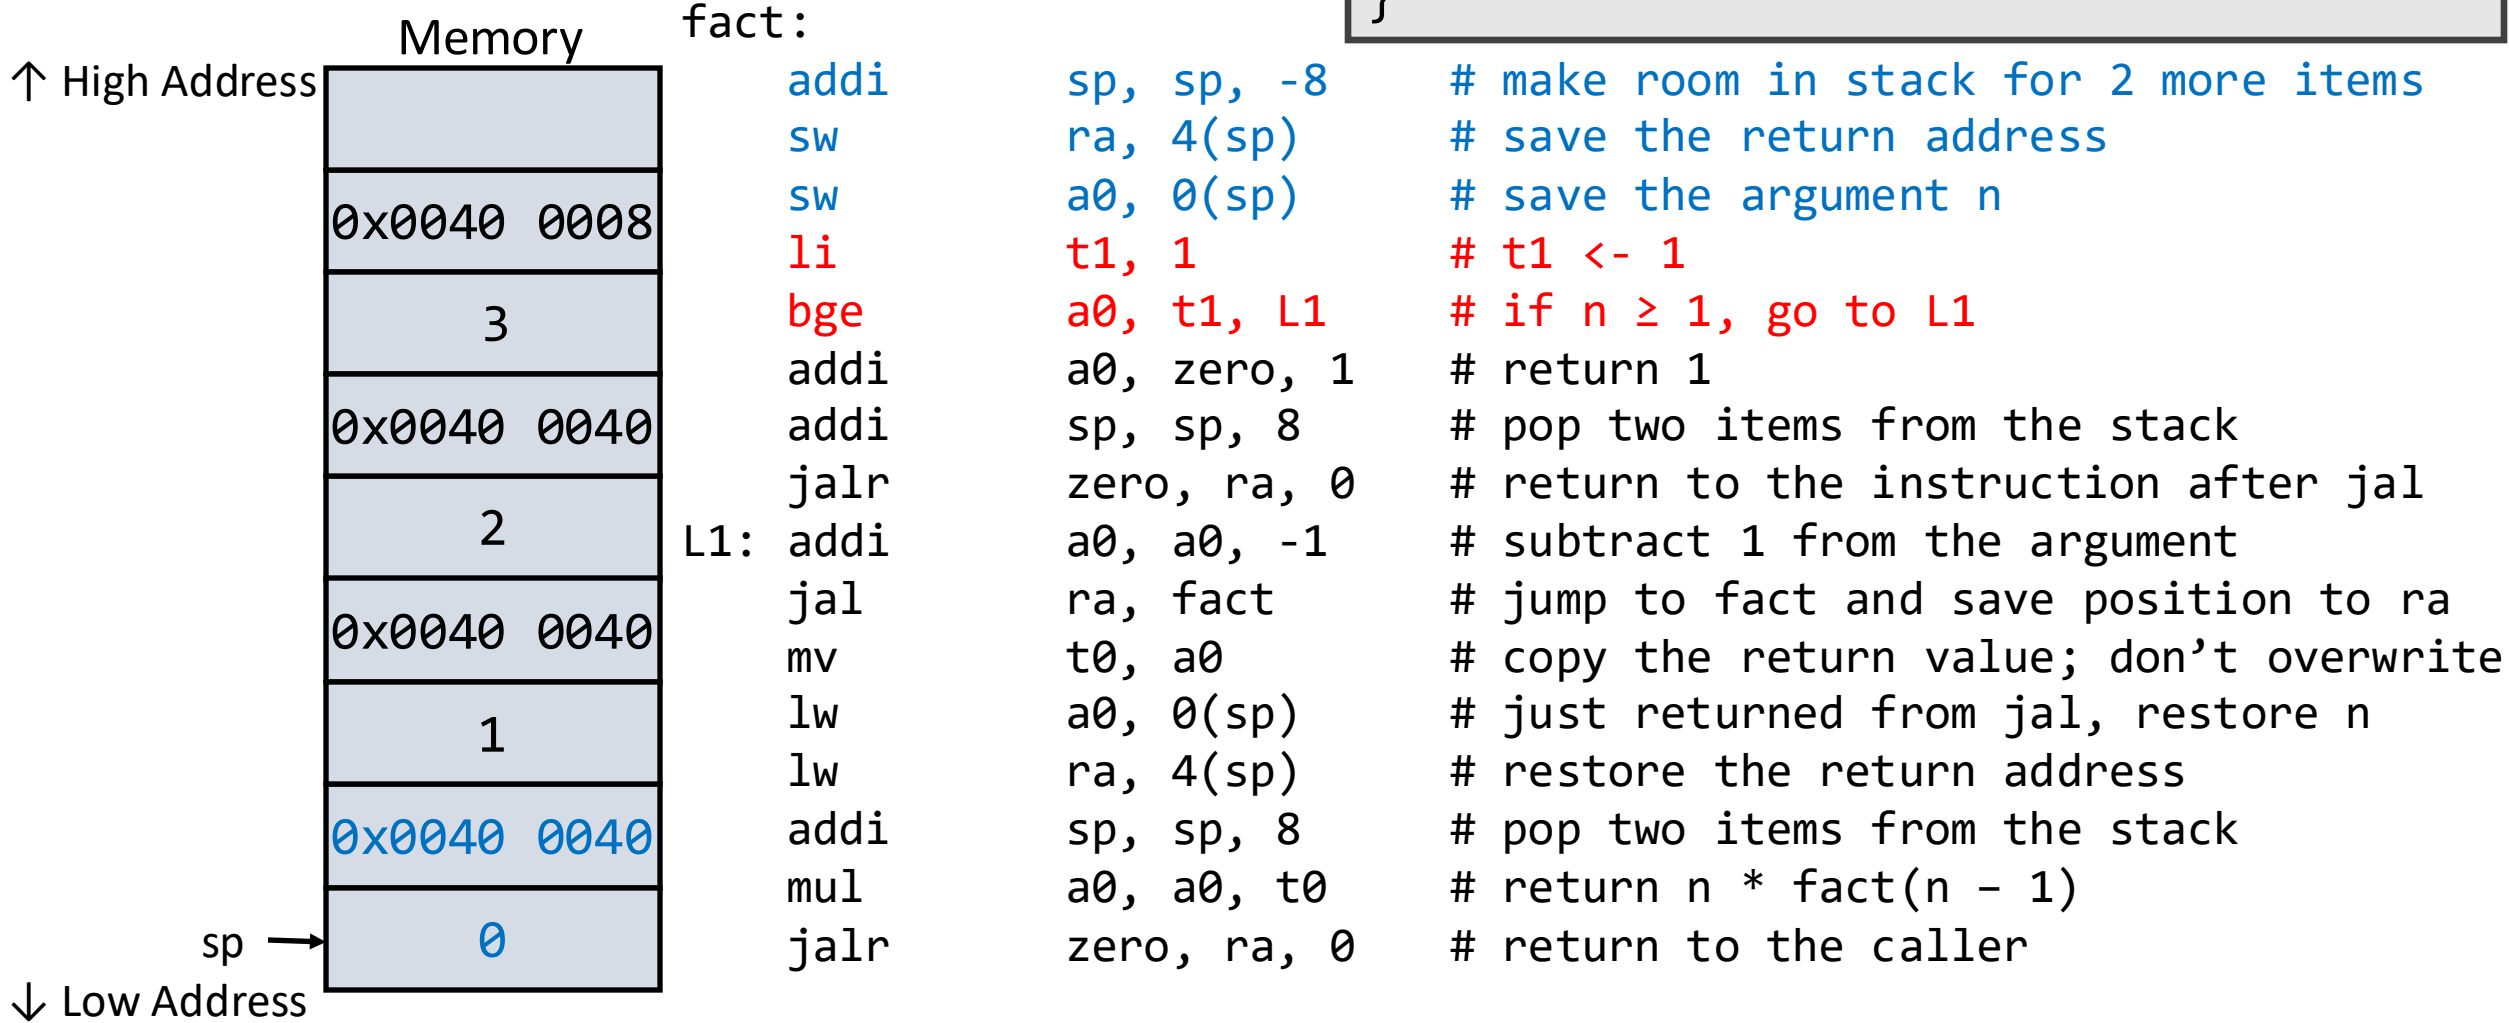 }
Memory
↑ High Address
0x0040 0008
3
0x0040 0040
2
0x0040 0040
1
0x0040 0040
sp → 0
↓ Low Address
fact:
addi sp, sp, -8 # make room in stack for 2 more items
sw ra, 4(sp) # save the return address
sw a0, 0(sp) # save the argument n
li t1, 1 # t1 <- 1
bge a0, t1, L1 # if n ≥ 1, go to L1
addi a0, zero, 1 # return 1
addi sp, sp, 8 # pop two items from the stack
jalr zero, ra, 0 # return to the instruction after jal
L1: addi a0, a0, -1 # subtract 1 from the argument
jal ra, fact # jump to fact and save position to ra
mv t0, a0 # copy the return value; don’t overwrite
lw a0, 0(sp) # just returned from jal, restore n
lw ra, 4(sp) # restore the return address
addi sp, sp, 8 # pop two items from the stack
mul a0, a0, t0 # return n * fact(n – 1)
jalr zero, ra, 0 # return to the caller